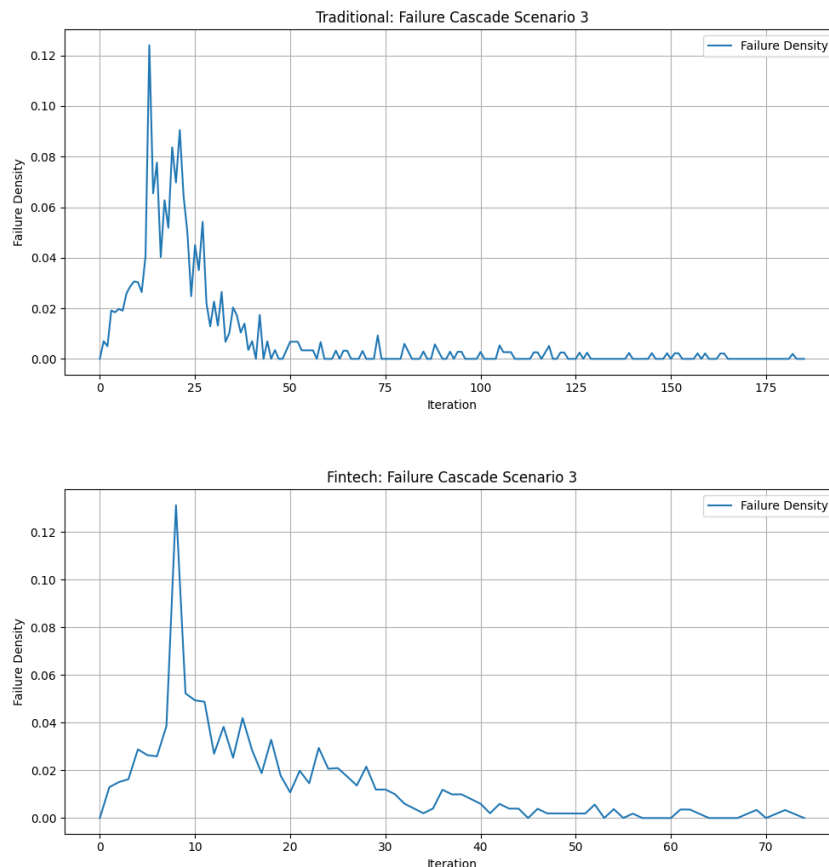 Traditional: Failure Cascade Scenario 3
Failure Density
0.12
0.10
0.08
0.06
0.04
0.02
0.00
Failure Density
0 25 50 75 100 125 150 175
Iteration
Fintech: Failure Cascade Scenario 3
Failure Density
0.12
0.10
0.08
0.06
0.04
0.02
0.00
Failure Density
0 10 20 30 40 50 60 70
Iteration